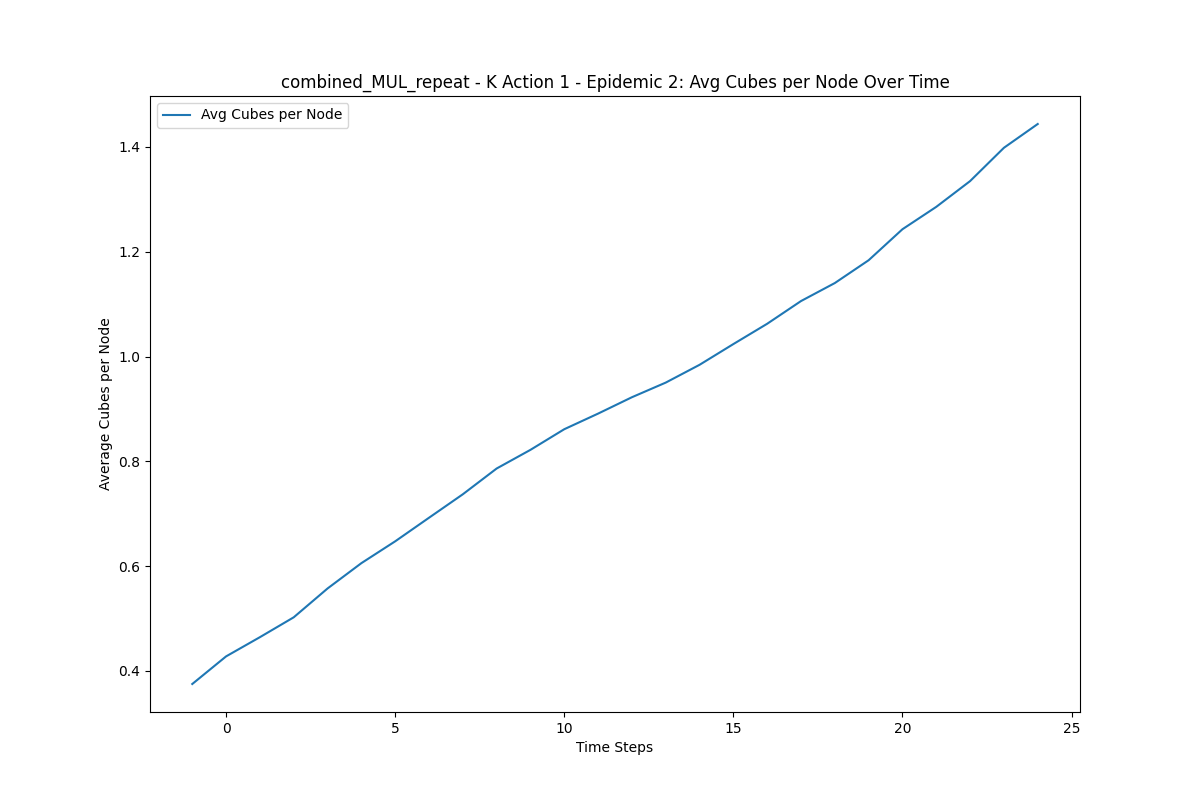 combined_MUL_repeat - K Action 1 - Epidemic 2: Avg Cubes per Node Over Time
Avg Cubes per Node
1.4
1.2
1.0
0.8
0.6
0.4
Average Cubes per Node
0 5 10 15 20 25
Time Steps